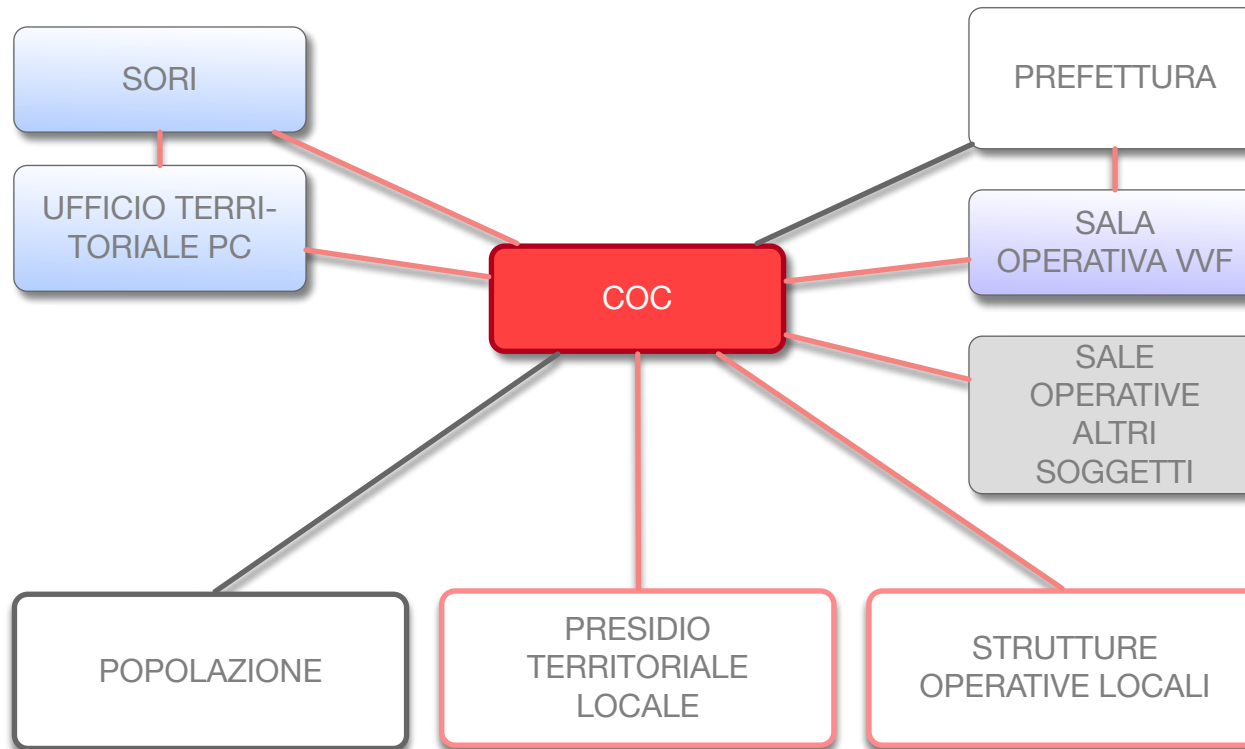 SORI
PREFETTURA
UFFICIO TERRI-
TORIALE PC
SALA
OPERATIVA VVF
COC
SALE
OPERATIVE
ALTRI
SOGGETTI
POPOLAZIONE
PRESIDIO
TERRITORIALE
LOCALE
STRUTTURE
OPERATIVE LOCALI